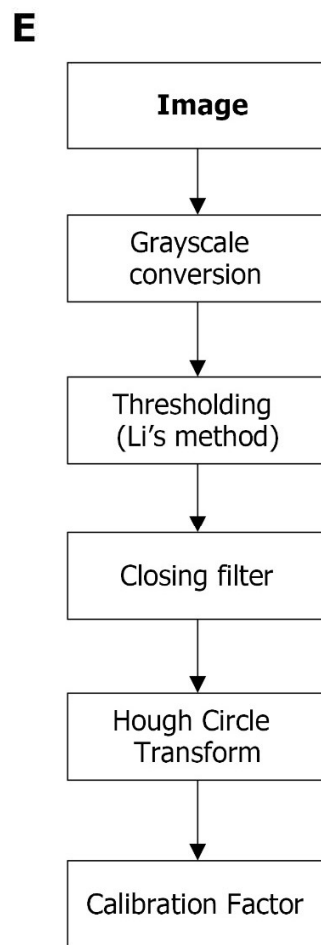 E
Image
Grayscale
conversion
Thresholding
(Li's method)
Closing filter
Hough Circle
Transform
Calibration Factor